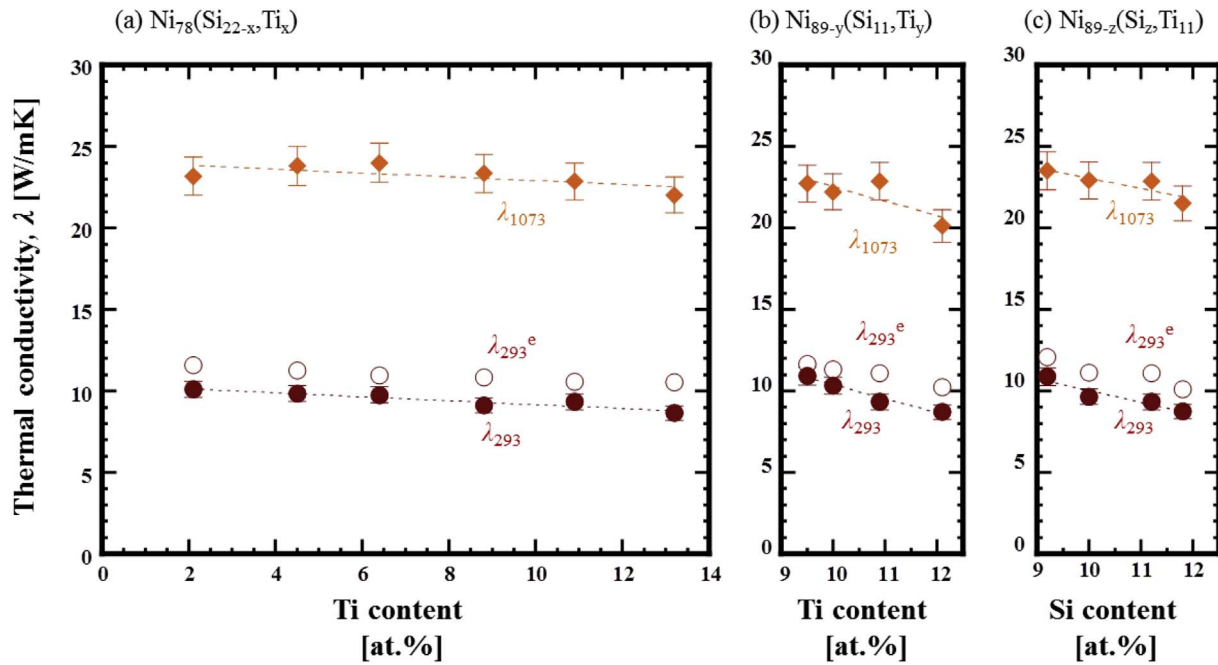 (a) Ni₇₈(Si₂₂₋ₓ,Tiₓ)
(b) Ni₈₉₋y(Si₁₁,Tiy)
(c) Ni₈₉₋z(Siz,Ti₁₁)
Thermal conductivity, λ [W/mK]
30
25
20
15
10
5
0
0 2 4 6 8 10 12 14
λ₁₀₇₃
λ₂₉₃ᵉ
λ₂₉₃
Ti content
[at.%]
30
25
20
15
10
5
0
9 10 11 12
λ₁₀₇₃
λ₂₉₃ᵉ
λ₂₉₃
Ti content
[at.%]
30
25
20
15
10
5
0
9 10 11 12
λ₁₀₇₃
λ₂₉₃ᵉ
λ₂₉₃
Si content
[at.%]